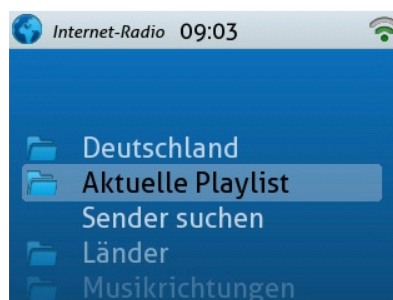 Internet-Radio 09:03
Deutschland
Aktuelle Playlist
Sender suchen
Länder
Musikrichtungen